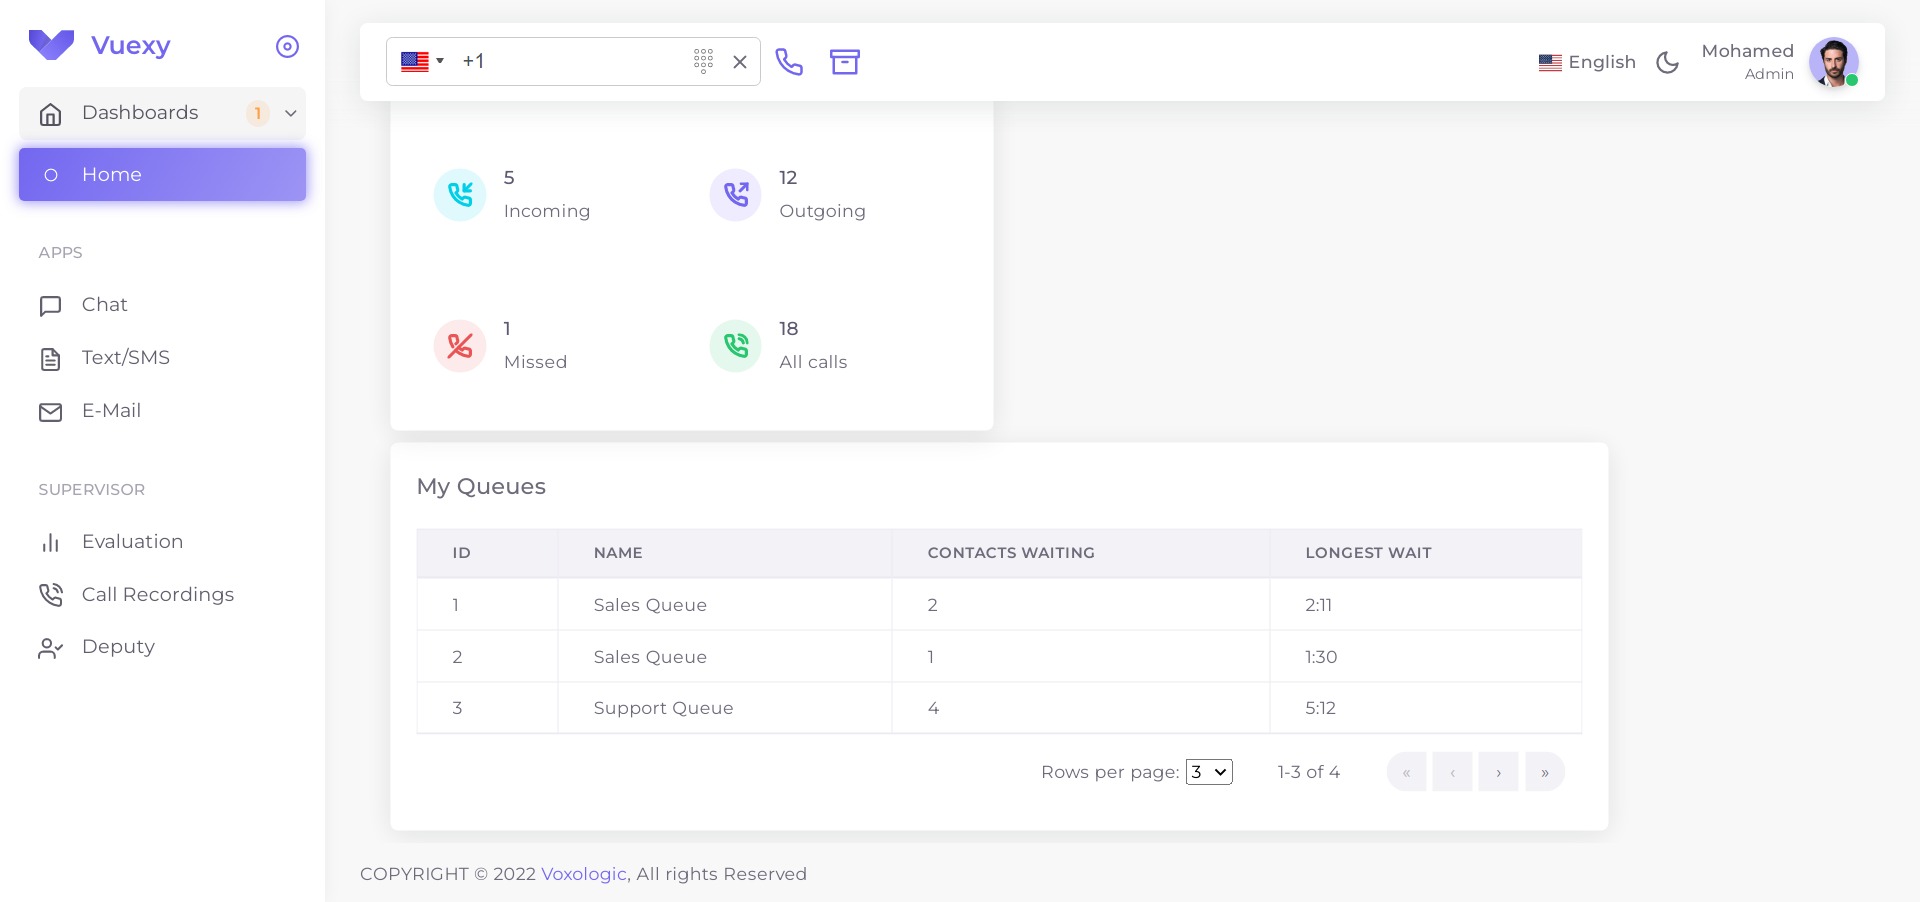 Vuexy
Dashboards 1
Home
APPS
Chat
Text/SMS
E-Mail
SUPERVISOR
Evaluation
Call Recordings
Deputy
+1
English
Mohamed
Admin
5
Incoming
12
Outgoing
1
Missed
18
All calls
My Queues
ID NAME CONTACTS WAITING LONGEST WAIT
1 Sales Queue 2 2:11
2 Sales Queue 1 1:30
3 Support Queue 4 5:12
Rows per page: 3 1-3 of 4 « ‹ › »
COPYRIGHT © 2022 Voxologic, All rights Reserved